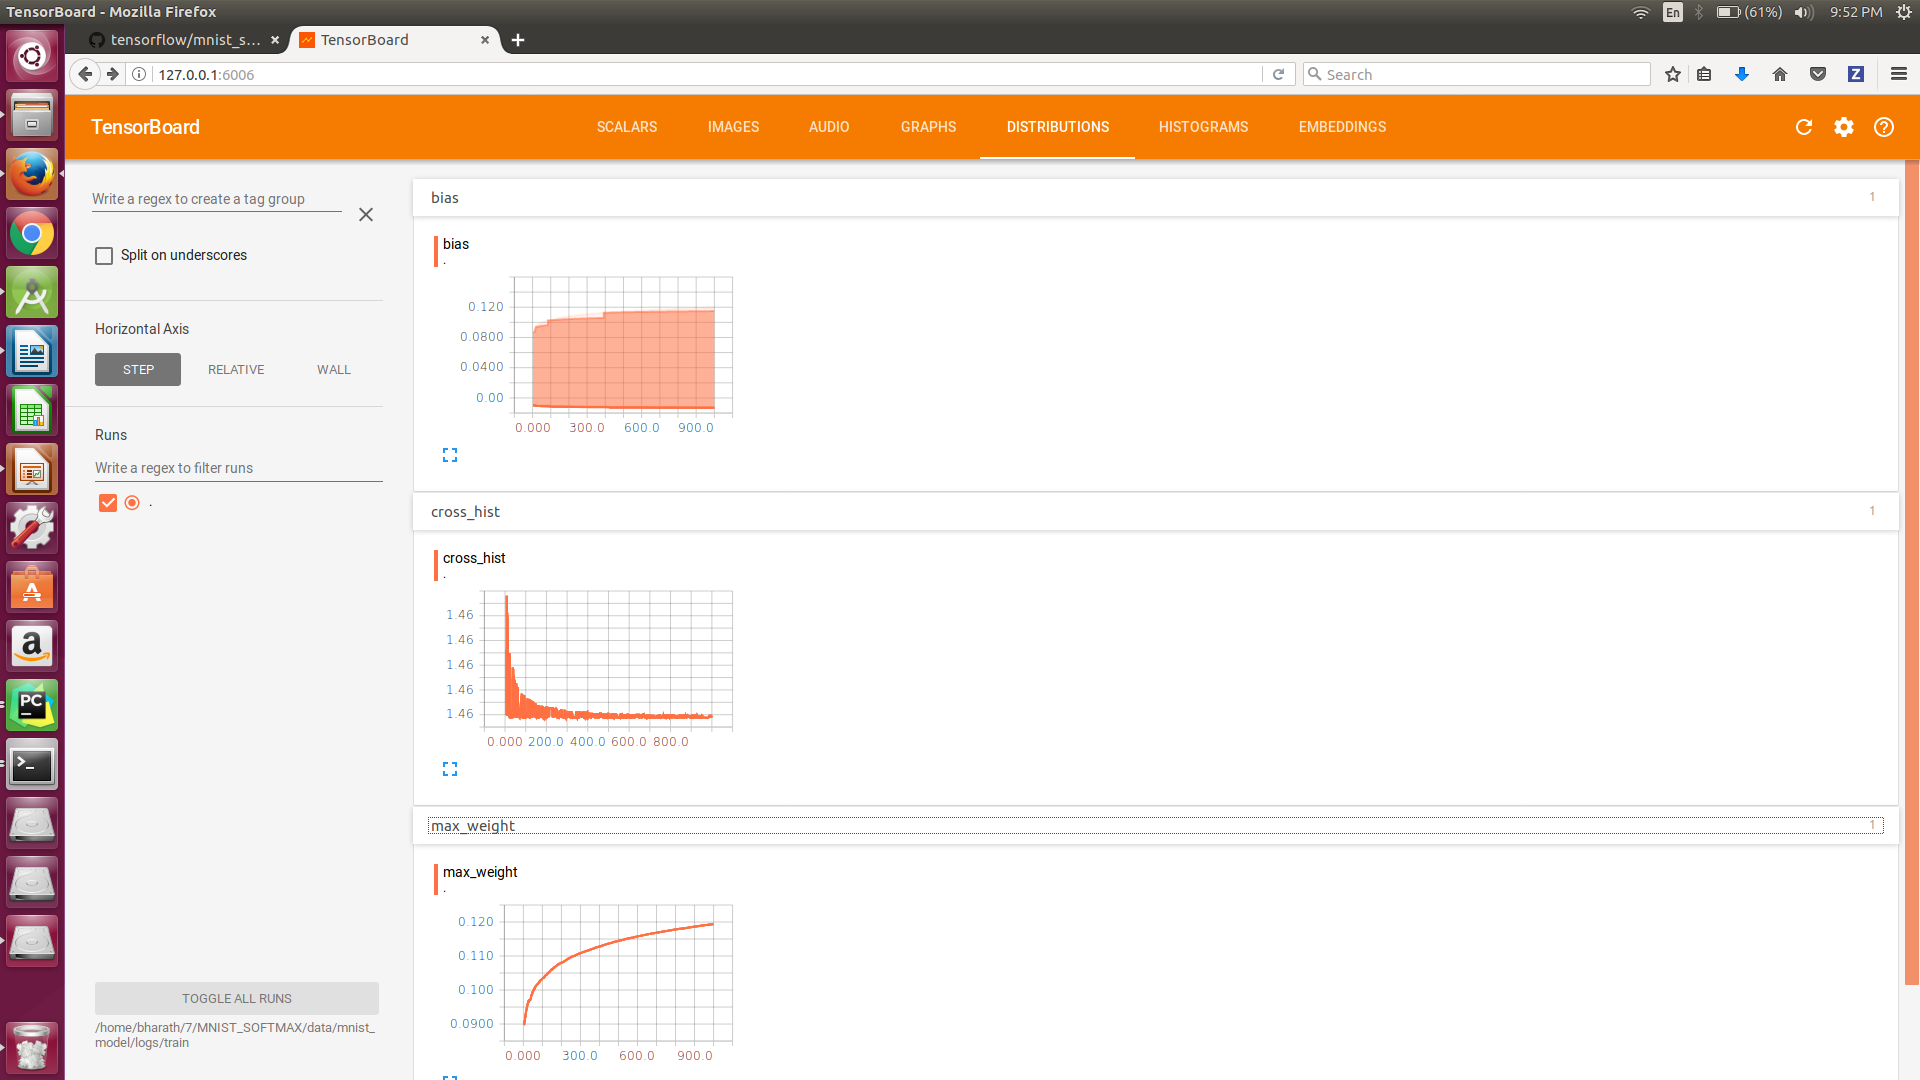 TensorBoard - Mozilla Firefox
En
(61%)
9:52 PM
tensorflow/mnist_s...
TensorBoard
127.0.0.1:6006
Search
Z
TensorBoard
SCALARS
IMAGES
AUDIO
GRAPHS
DISTRIBUTIONS
HISTOGRAMS
EMBEDDINGS
Write a regex to create a tag group
Split on underscores
Horizontal Axis
STEP
RELATIVE
WALL
Runs
Write a regex to filter runs
.
TOGGLE ALL RUNS
/home/bharath/7/MNIST_SOFTMAX/data/mnist_
model/logs/train
bias
1
bias
.
0.120
0.0800
0.0400
0.00
0.000 300.0 600.0 900.0
cross_hist
1
cross_hist
.
1.46
1.46
1.46
1.46
1.46
0.000 200.0 400.0 600.0 800.0
max_weight
1
max_weight
.
0.120
0.110
0.100
0.0900
0.000 300.0 600.0 900.0
A
a
PC
>_